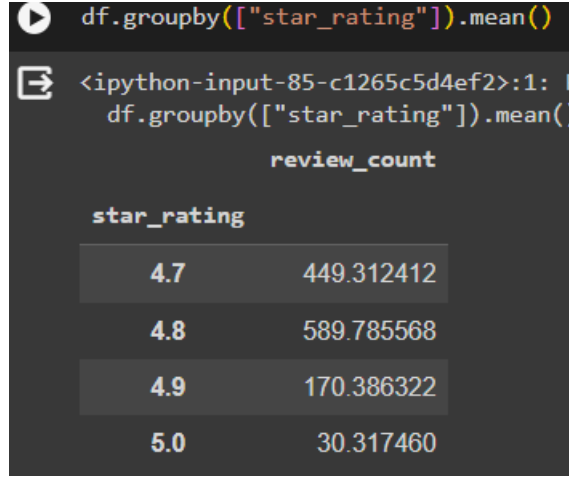 df.groupby(["star_rating"]).mean()
<ipython-input-85-c1265c5d4ef2>:1:
df.groupby(["star_rating"]).mean(
review_count
star_rating
4.7 449.312412
4.8 589.785568
4.9 170.386322
5.0 30.317460